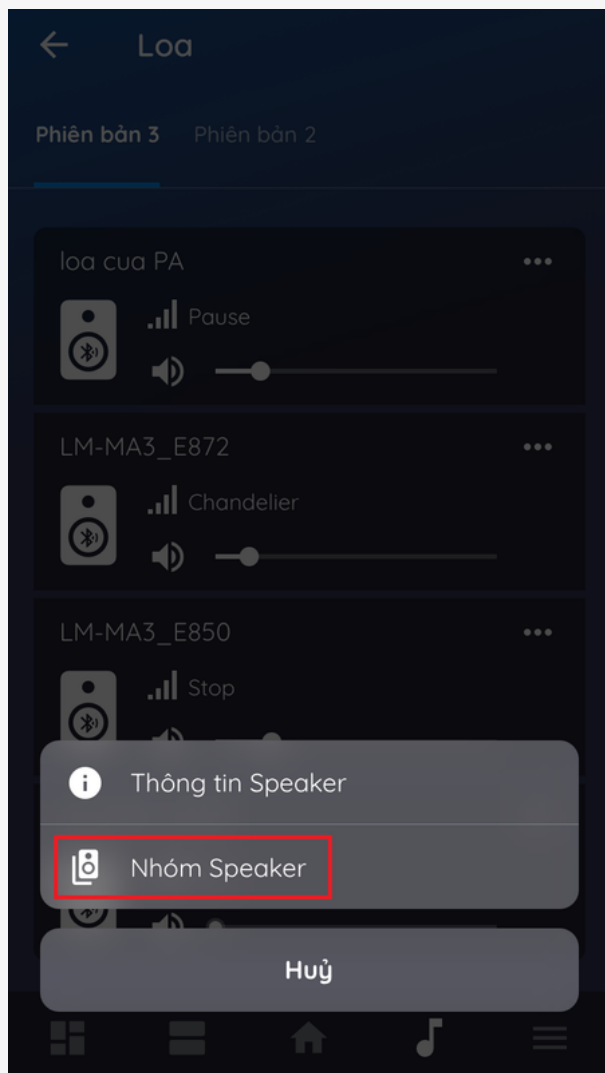 Loa
Phiên bản 3 Phiên bản 2
loa cua PA
Pause
LM-MA3_E872
Chandelier
LM-MA3_E850
Stop
Thông tin Speaker
Nhóm Speaker
Huỷ